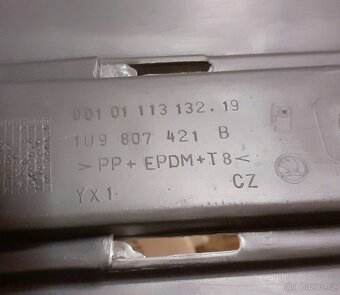 001 01 113 132.19
1U9 807 421 B
>PP+EPDM+T8<
CZ
YX1